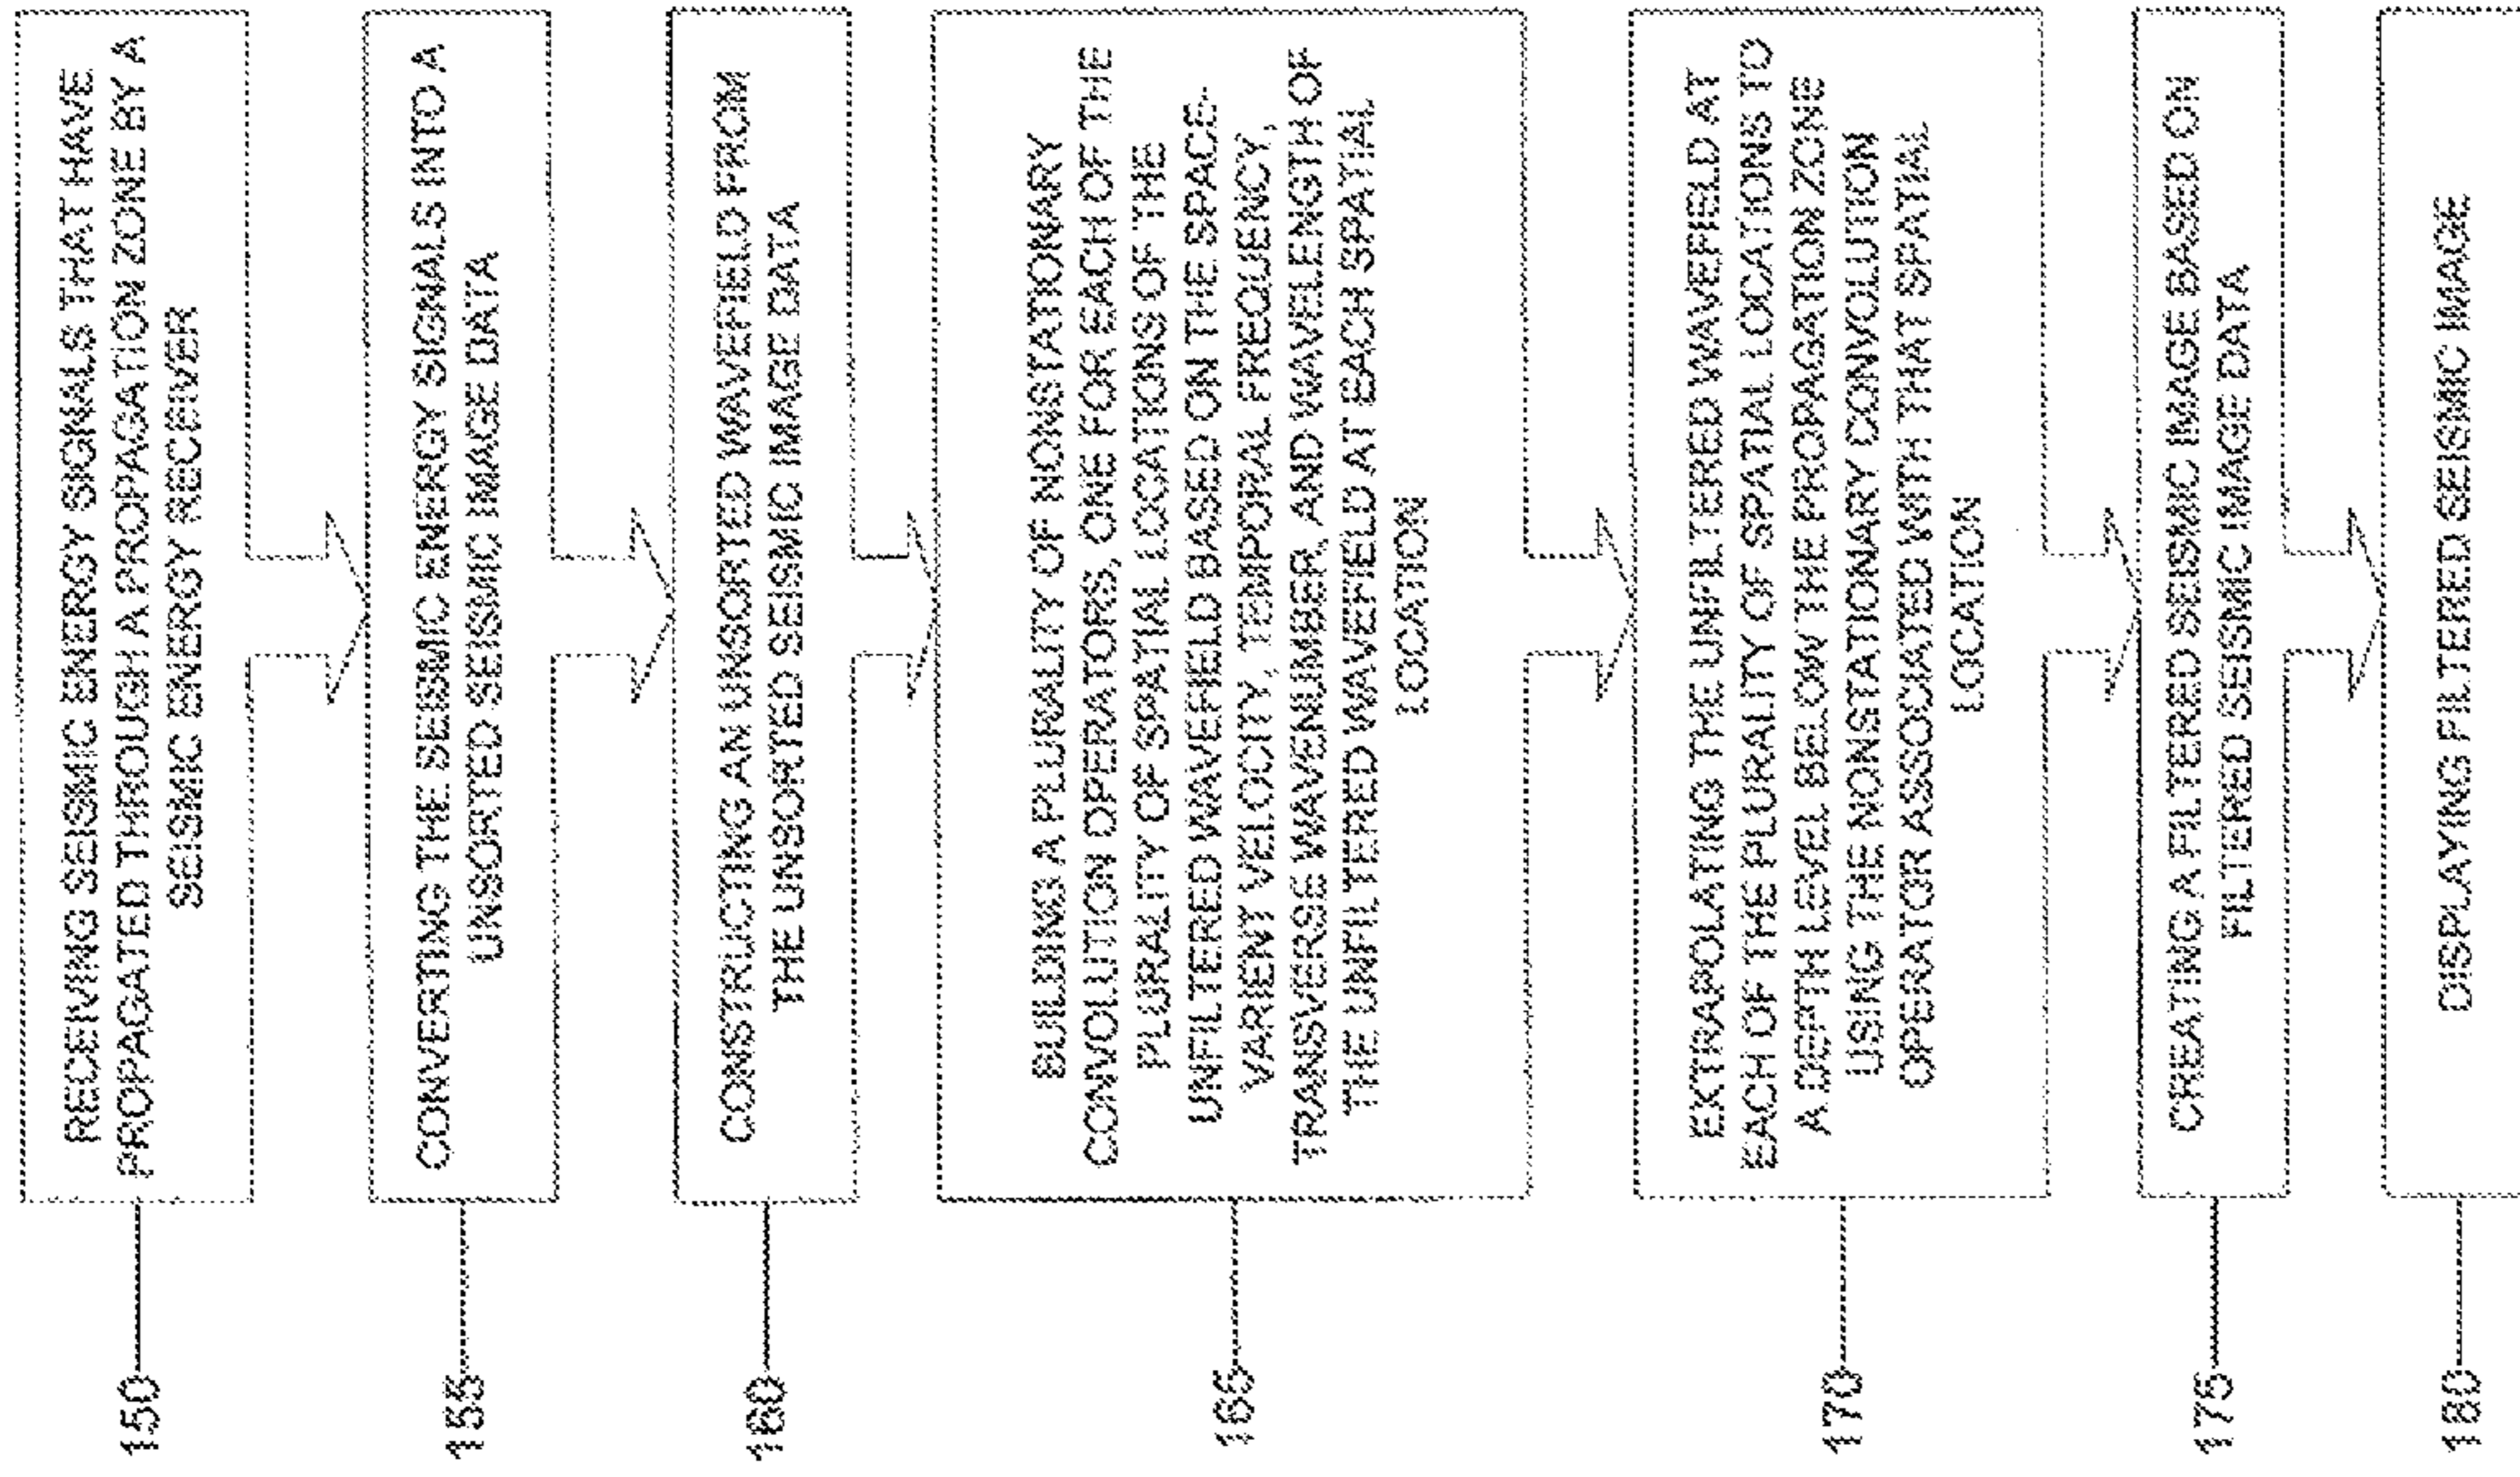 150
RECEIVING SEISMIC ENERGY SIGNALS THAT HAVE
PROPAGATED THROUGH A PROPAGATION ZONE BY A
SEISMIC ENERGY RECEIVER
155
CONVERTING THE SEISMIC ENERGY SIGNALS INTO A
UNSORTED SEISMIC IMAGE DATA
160
CONSTRUCTING AN UNSORTED WAVEFIELD FROM
THE UNSORTED SEISMIC IMAGE DATA
165
BUILDING A PLURALITY OF NONSTATIONARY
CONVOLUTION OPERATORS, ONE FOR EACH OF THE
PLURALITY OF SPATIAL LOCATIONS OF THE
UNFILTERED WAVEFIELD BASED ON THE SPACE-
VARIENT VELOCITY, TEMPORAL FREQUENCY,
TRANSVERSE WAVENUMBER, AND WAVELENGTH OF
THE UNFILTERED WAVEFIELD AT EACH SPATIAL
LOCATION
170
EXTRAPOLATING THE UNFILTERED WAVEFIELD AT
EACH OF THE PLURALITY OF SPATIAL LOCATIONS TO
A DEPTH LEVEL BELOW THE PROPAGATION ZONE
USING THE NONSTATIONARY CONVOLUTION
OPERATOR ASSOCIATED WITH THAT SPATIAL
LOCATION
175
CREATING A FILTERED SEISMIC IMAGE BASED ON
FILTERED SEISMIC IMAGE DATA
180
DISPLAYING FILTERED SEISMIC IMAGE